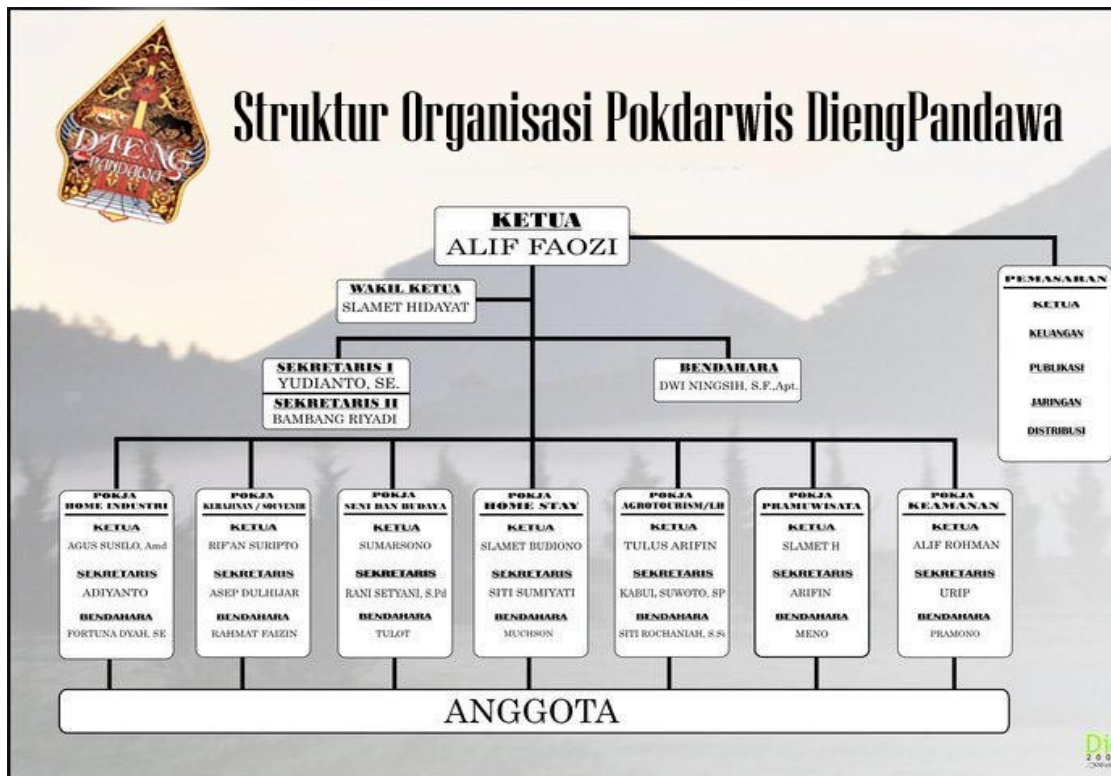 DIENG
PANDAWA
Struktur Organisasi Pokdarwis DiengPandawa
KETUA
ALIF FAOZI
WAKIL KETUA
SLAMET HIDAYAT
SEKRETARIS I
YUDIANTO, SE.
SEKRETARIS II
BAMBANG RIYADI
BENDAHARA
DWI NINGSIH, S.F.,Apt.
PEMASARAN
KETUA
KEUANGAN
PUBLIKASI
JARINGAN
DISTRIBUSI
POKJA
HOME INDUSTRI
KETUA
AGUS SUSILO, Amd
SEKRETARIS
ADIYANTO
BENDAHARA
FORTUNA DYAH, SE
POKJA
KERAJINAN / SOUVENIR
KETUA
RIF'AN SURIPTO
SEKRETARIS
ASEP DULHIJAR
BENDAHARA
RAHMAT FAIZIN
POKJA
SENI DAN BUDAYA
KETUA
SUMARSONO
SEKRETARIS
RANI SETYANI, S.Pd
BENDAHARA
TULOT
POKJA
HOME STAY
KETUA
SLAMET BUDIONO
SEKRETARIS
SITI SUMIYATI
BENDAHARA
MUCHSON
POKJA
AGROTOURISM/LH
KETUA
TULUS ARIFIN
SEKRETARIS
KABUL SUWOTO, SP
BENDAHARA
SITI ROCHANIAH, S.Si
POKJA
PRAMUWISATA
KETUA
SLAMET H
SEKRETARIS
ARIFIN
BENDAHARA
MENO
POKJA
KEAMANAN
KETUA
ALIF ROHMAN
SEKRETARIS
URIP
BENDAHARA
PRAMONO
ANGGOTA